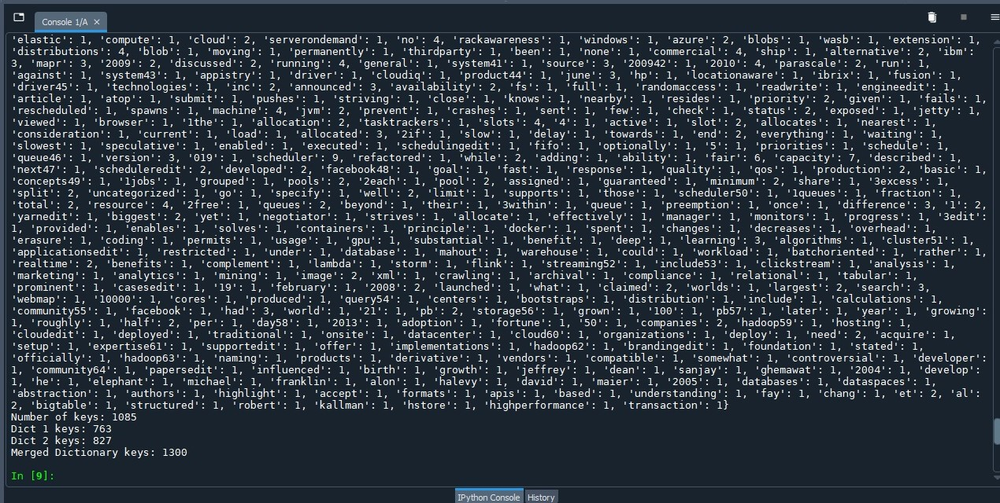 Console 1/A
'elastic': 1, 'compute': 1, 'cloud': 2, 'serverondemand': 1, 'no': 4, 'rackawareness': 1, 'windows': 1, 'azure': 2, 'blobs': 1, 'wasb': 1, 'extension': 1,
'distributions': 4, 'blob': 1, 'moving': 1, 'permanently': 1, 'thirdparty': 1, 'been': 1, 'none': 1, 'commercial': 4, 'ship': 1, 'alternative': 2, 'ibm':
3, 'mapr': 3, '2009': 2, 'discussed': 2, 'running': 4, 'general': 1, 'system41': 1, 'source': 3, '200942': 1, '2010': 4, 'parascale': 2, 'run': 1,
'against': 1, 'system43': 1, 'appistry': 1, 'driver': 1, 'cloudiq': 1, 'product44': 1, 'june': 3, 'hp': 1, 'locationaware': 1, 'ibrix': 1, 'fusion': 1,
'driver45': 1, 'technologies': 1, 'inc': 2, 'announced': 3, 'availability': 2, 'fs': 1, 'full': 1, 'randomaccess': 1, 'readwrite': 1, 'engineedit': 1,
'article': 1, 'atop': 1, 'submit': 1, 'pushes': 1, 'striving': 1, 'close': 1, 'knows': 1, 'nearby': 1, 'resides': 1, 'priority': 2, 'given': 1, 'fails': 1,
'rescheduled': 1, 'spawns': 1, 'machine': 4, 'jvm': 2, 'prevent': 1, 'crashes': 1, 'sent': 1, 'few': 1, 'check': 1, 'status': 2, 'exposed': 1, 'jetty': 1,
'viewed': 1, 'browser': 1, '1the': 1, 'allocation': 2, 'tasktrackers': 1, 'slots': 4, '4': 1, 'active': 1, 'slot': 2, 'allocates': 1, 'nearest': 1,
'consideration': 1, 'current': 1, 'load': 1, 'allocated': 3, '2if': 1, 'slow': 1, 'delay': 1, 'towards': 1, 'end': 2, 'everything': 1, 'waiting': 1,
'slowest': 1, 'speculative': 1, 'enabled': 1, 'executed': 1, 'schedulingedit': 1, 'fifo': 1, 'optionally': 1, '5': 1, 'priorities': 1, 'schedule': 1,
'queue46': 1, 'version': 3, '019': 1, 'scheduler': 9, 'refactored': 1, 'while': 2, 'adding': 1, 'ability': 1, 'fair': 6, 'capacity': 7, 'described': 1,
'next47': 1, 'scheduleredit': 2, 'developed': 2, 'facebook48': 1, 'goal': 1, 'fast': 1, 'response': 1, 'quality': 1, 'qos': 1, 'production': 2, 'basic': 1,
'concepts49': 1, '1jobs': 1, 'grouped': 1, 'pools': 2, '2each': 1, 'pool': 2, 'assigned': 1, 'guaranteed': 1, 'minimum': 2, 'share': 1, '3excess': 1,
'split': 2, 'uncategorized': 1, 'go': 1, 'specify': 1, 'well': 2, 'limit': 1, 'supports': 1, 'those': 1, 'scheduler50': 1, '1queues': 1, 'fraction': 1,
'total': 2, 'resource': 4, '2free': 1, 'queues': 2, 'beyond': 1, 'their': 1, '3within': 1, 'queue': 1, 'preemption': 1, 'once': 1, 'difference': 3, '1': 2,
'yarnedit': 1, 'biggest': 2, 'yet': 1, 'negotiator': 1, 'strives': 1, 'allocate': 1, 'effectively': 1, 'manager': 1, 'monitors': 1, 'progress': 1, '3edit':
1, 'provided': 1, 'enables': 1, 'solves': 1, 'containers': 1, 'principle': 1, 'docker': 1, 'spent': 1, 'changes': 1, 'decreases': 1, 'overhead': 1,
'erasure': 1, 'coding': 1, 'permits': 1, 'usage': 1, 'gpu': 1, 'substantial': 1, 'benefit': 1, 'deep': 1, 'learning': 3, 'algorithms': 1, 'cluster51': 1,
'applicationsedit': 1, 'restricted': 1, 'under': 1, 'database': 1, 'mahout': 1, 'warehouse': 1, 'could': 1, 'workload': 1, 'batchoriented': 1, 'rather': 1,
'realtime': 2, 'benefits': 1, 'complement': 1, 'lambda': 1, 'storm': 1, 'flink': 1, 'streaming52': 1, 'include53': 1, 'clickstream': 1, 'analysis': 1,
'marketing': 1, 'analytics': 1, 'mining': 1, 'image': 2, 'xml': 1, 'crawling': 1, 'archival': 1, 'compliance': 1, 'relational': 1, 'tabular': 1,
'prominent': 1, 'casesedit': 1, '19': 1, 'february': 1, '2008': 2, 'launched': 1, 'what': 1, 'claimed': 2, 'worlds': 1, 'largest': 2, 'search': 3,
'webmap': 1, '10000': 1, 'cores': 1, 'produced': 1, 'query54': 1, 'centers': 1, 'bootstraps': 1, 'distribution': 1, 'include': 1, 'calculations': 1,
'community55': 1, 'facebook': 1, 'had': 3, 'world': 1, '21': 1, 'pb': 2, 'storage56': 1, 'grown': 1, '100': 1, 'pb57': 1, 'later': 1, 'year': 1, 'growing':
1, 'roughly': 1, 'half': 2, 'per': 1, 'day58': 1, '2013': 1, 'adoption': 1, 'fortune': 1, '50': 1, 'companies': 2, 'hadoop59': 1, 'hosting': 1,
'cloudedit': 1, 'deployed': 1, 'traditional': 1, 'onsite': 1, 'datacenter': 1, 'cloud60': 1, 'organizations': 1, 'deploy': 1, 'need': 2, 'acquire': 1,
'setup': 1, 'expertise61': 1, 'supportedit': 1, 'offer': 1, 'implementations': 1, 'hadoop62': 1, 'brandingedit': 1, 'foundation': 1, 'stated': 1,
'officially': 1, 'hadoop63': 1, 'naming': 1, 'products': 1, 'derivative': 1, 'vendors': 1, 'compatible': 1, 'somewhat': 1, 'controversial': 1, 'developer':
1, 'community64': 1, 'papersedit': 1, 'influenced': 1, 'birth': 1, 'growth': 1, 'jeffrey': 1, 'dean': 1, 'sanjay': 1, 'ghemawat': 1, '2004': 1, 'develop':
1, 'he': 1, 'elephant': 1, 'michael': 1, 'franklin': 1, 'alon': 1, 'halevy': 1, 'david': 1, 'maier': 1, '2005': 1, 'databases': 1, 'dataspaces': 1,
'abstraction': 1, 'authors': 1, 'highlight': 1, 'accept': 1, 'formats': 1, 'apis': 1, 'based': 1, 'understanding': 1, 'fay': 1, 'chang': 1, 'et': 2, 'al':
2, 'bigtable': 1, 'structured': 1, 'robert': 1, 'kallman': 1, 'hstore': 1, 'highperformance': 1, 'transaction': 1}
Number of keys: 1085
Dict 1 keys: 763
Dict 2 keys: 827
Merged Dictionary keys: 1300
In [9]:
IPython Console History